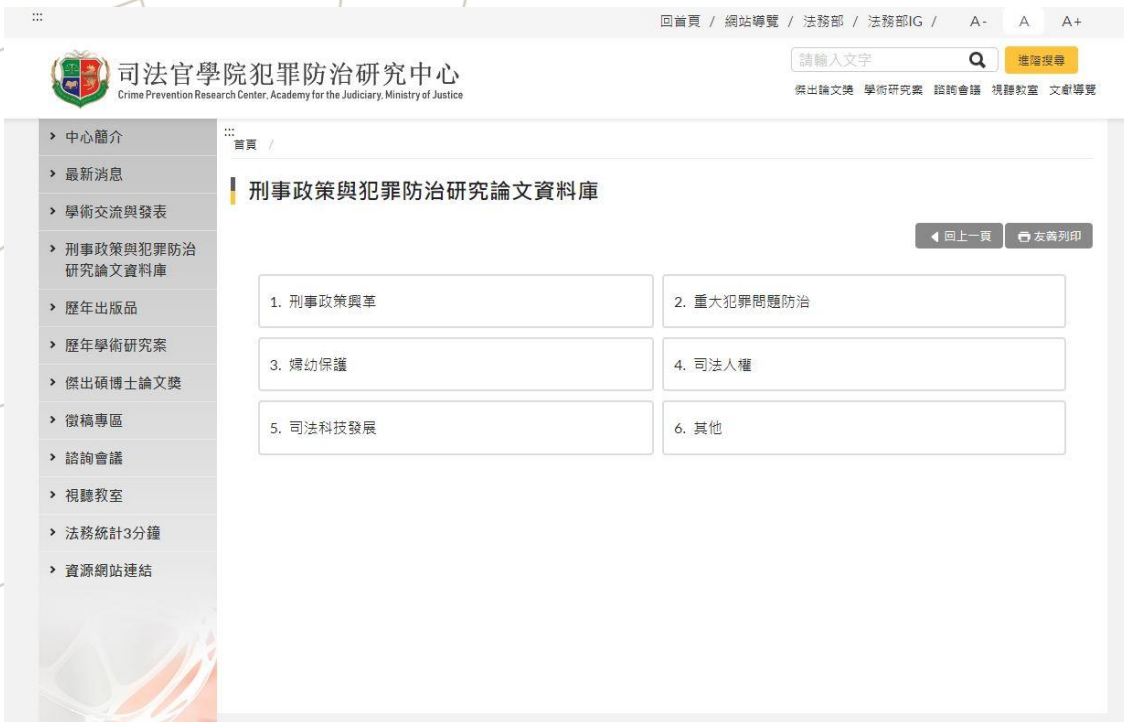 :::
回首頁 / 網站導覽 / 法務部 / 法務部IG / A- A A+
司法官學院犯罪防治研究中心
Crime Prevention Research Center, Academy for the Judiciary, Ministry of Justice
請輸入文字
進階搜尋
傑出論文獎 學術研究案 諮詢會議 視聽教室 文獻導覽
中心簡介
最新消息
學術交流與發表
刑事政策與犯罪防治
研究論文資料庫
歷年出版品
歷年學術研究案
傑出碩博士論文獎
徵稿專區
諮詢會議
視聽教室
法務統計3分鐘
資源網站連結
:::
首頁 /
刑事政策與犯罪防治研究論文資料庫
回上一頁 友善列印
1. 刑事政策興革
2. 重大犯罪問題防治
3. 婦幼保護
4. 司法人權
5. 司法科技發展
6. 其他